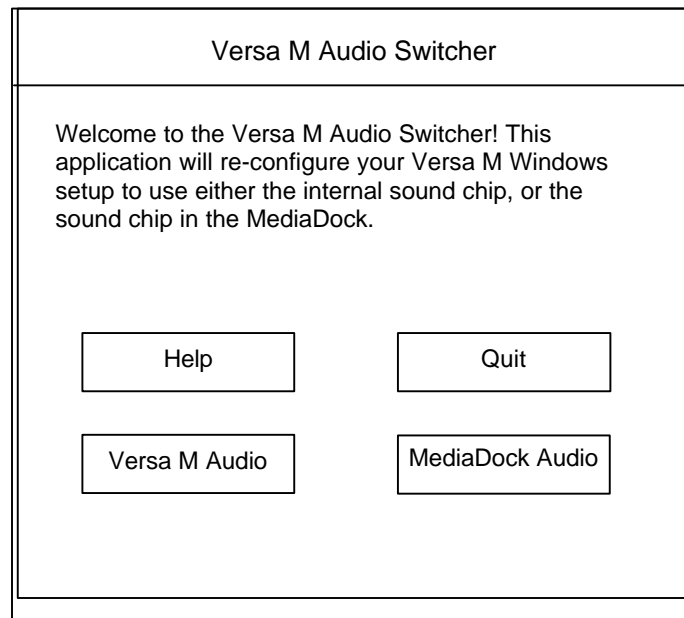 Versa M Audio Switcher
Welcome to the Versa M Audio Switcher! This
application will re-configure your Versa M Windows
setup to use either the internal sound chip, or the
sound chip in the MediaDock.
Help
Quit
Versa M Audio
MediaDock Audio